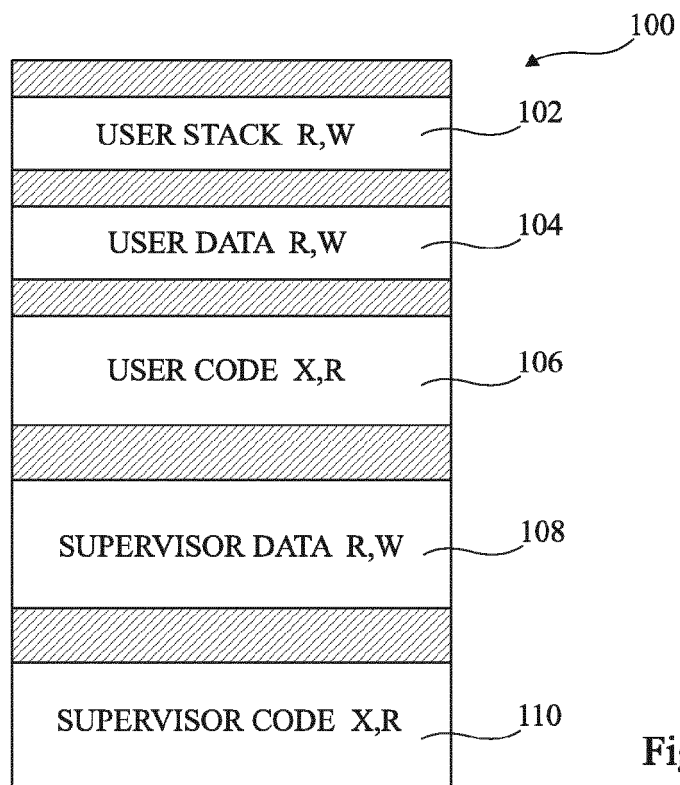 100
USER STACK R,W 102
USER DATA R,W 104
USER CODE X,R 106
SUPERVISOR DATA R,W 108
SUPERVISOR CODE X,R 110